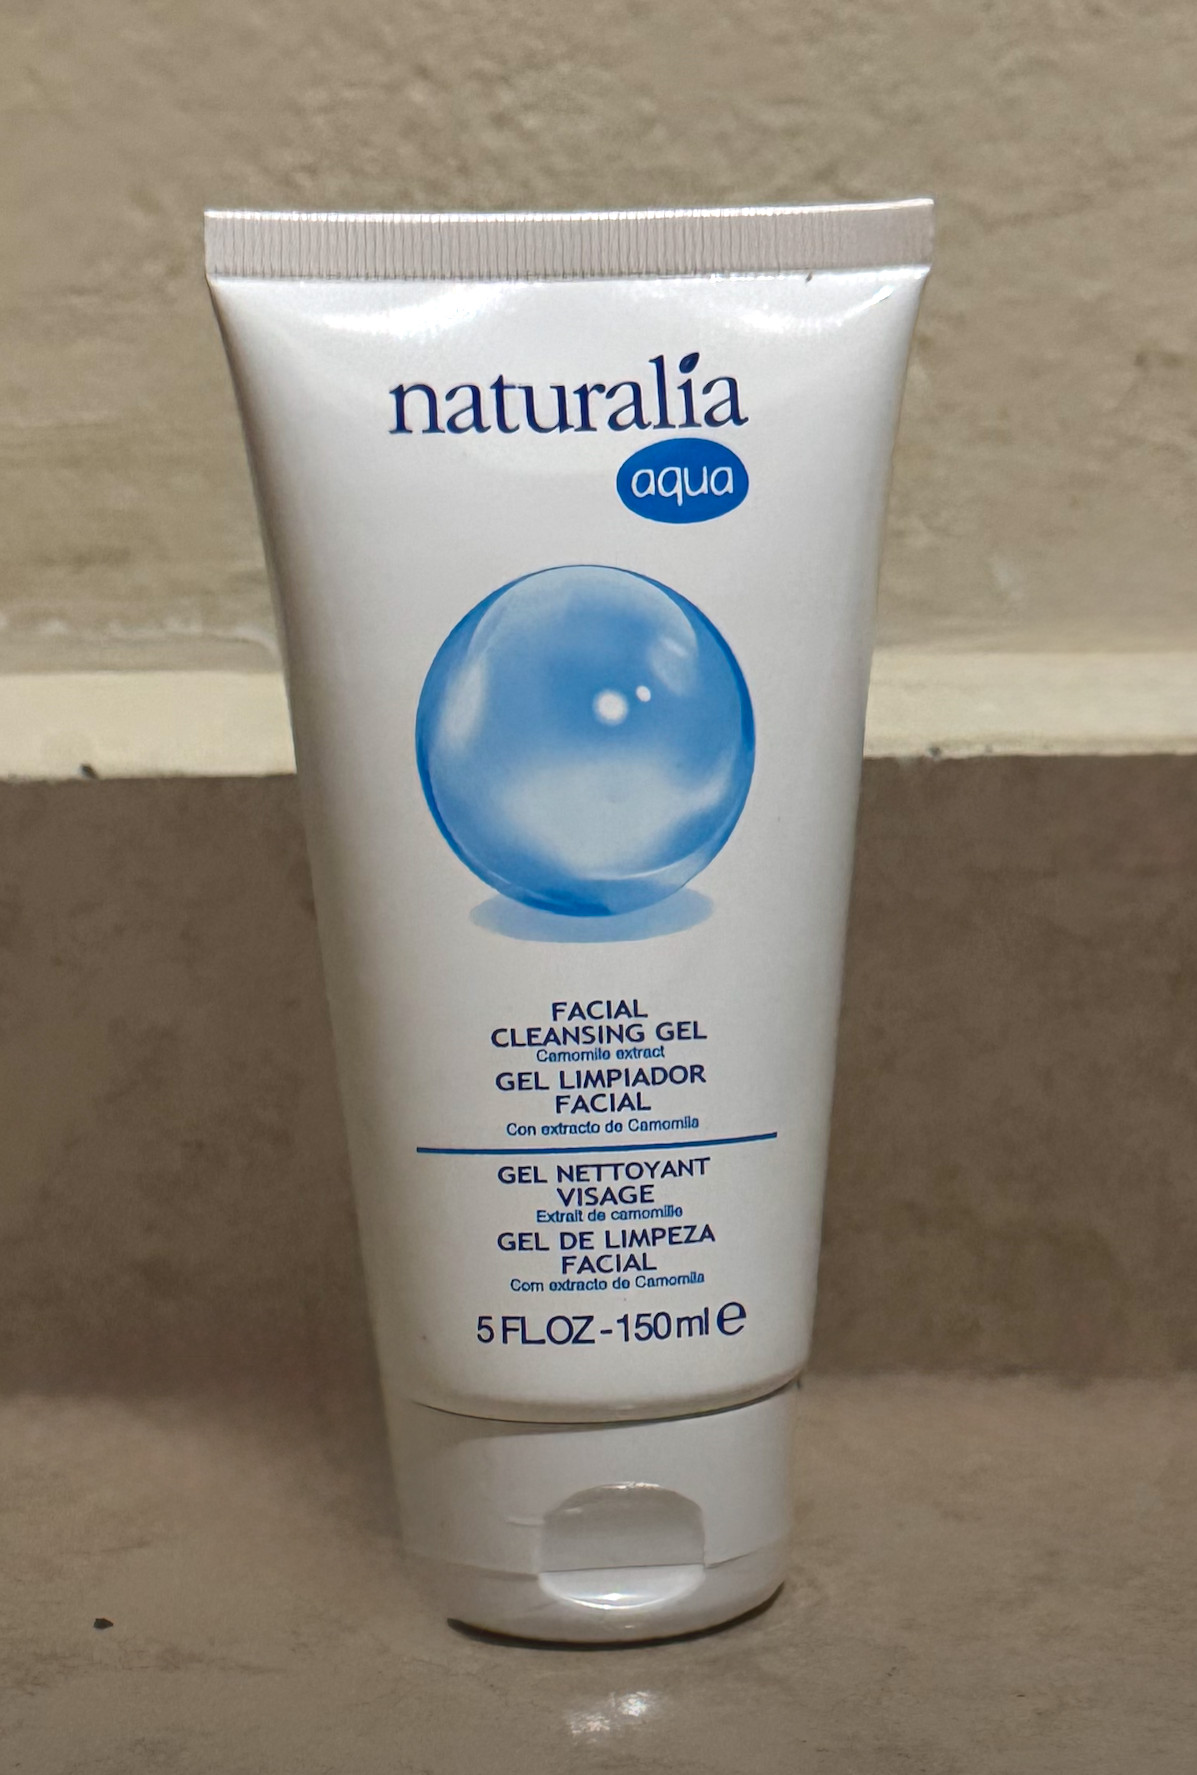 naturalia
aqua
FACIAL
CLEANSING GEL
Camomile extract
GEL LIMPIADOR
FACIAL
Con extracto de Camomila
GEL NETTOYANT
VISAGE
Extrait de camomille
GEL DE LIMPEZA
FACIAL
Com extracto de Camomila
5 FL.OZ - 150 ml e